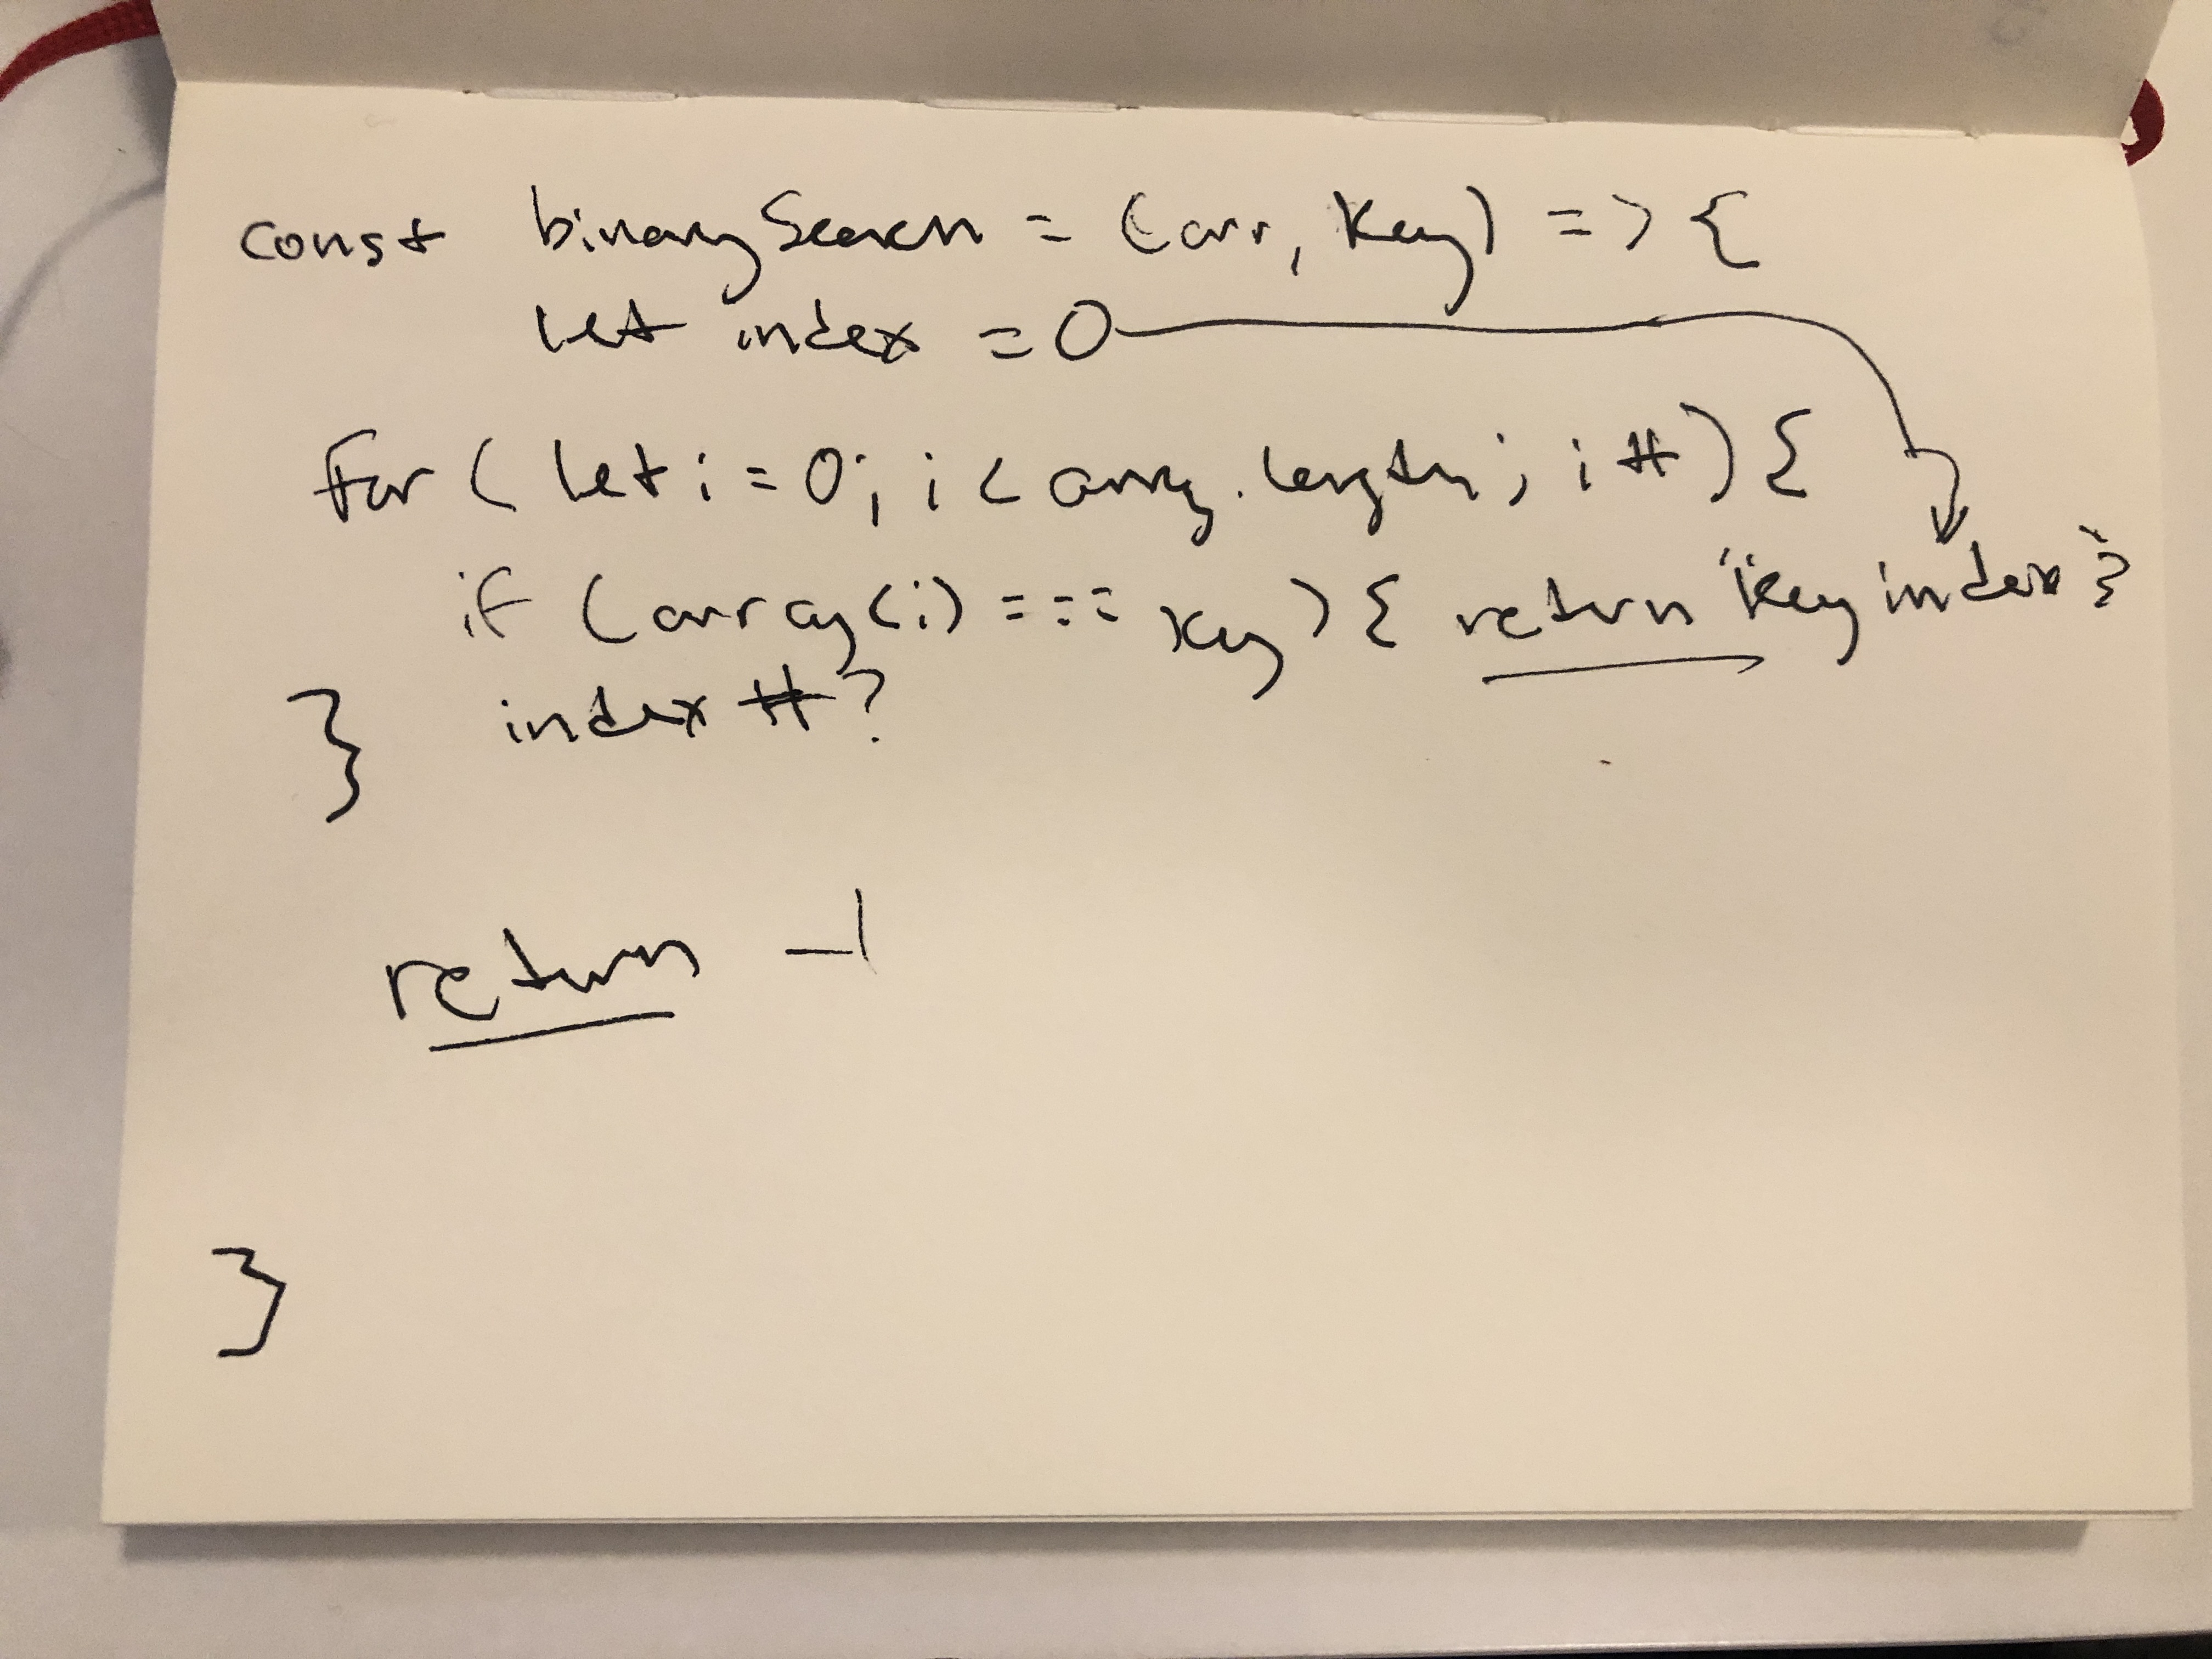 const binarySearch = (arr, key) => {
let index = 0
for ( let i = 0; i < array.length; i++) {
if (array(i) === key) { return "key index"}
index ++;
}
return -1
}